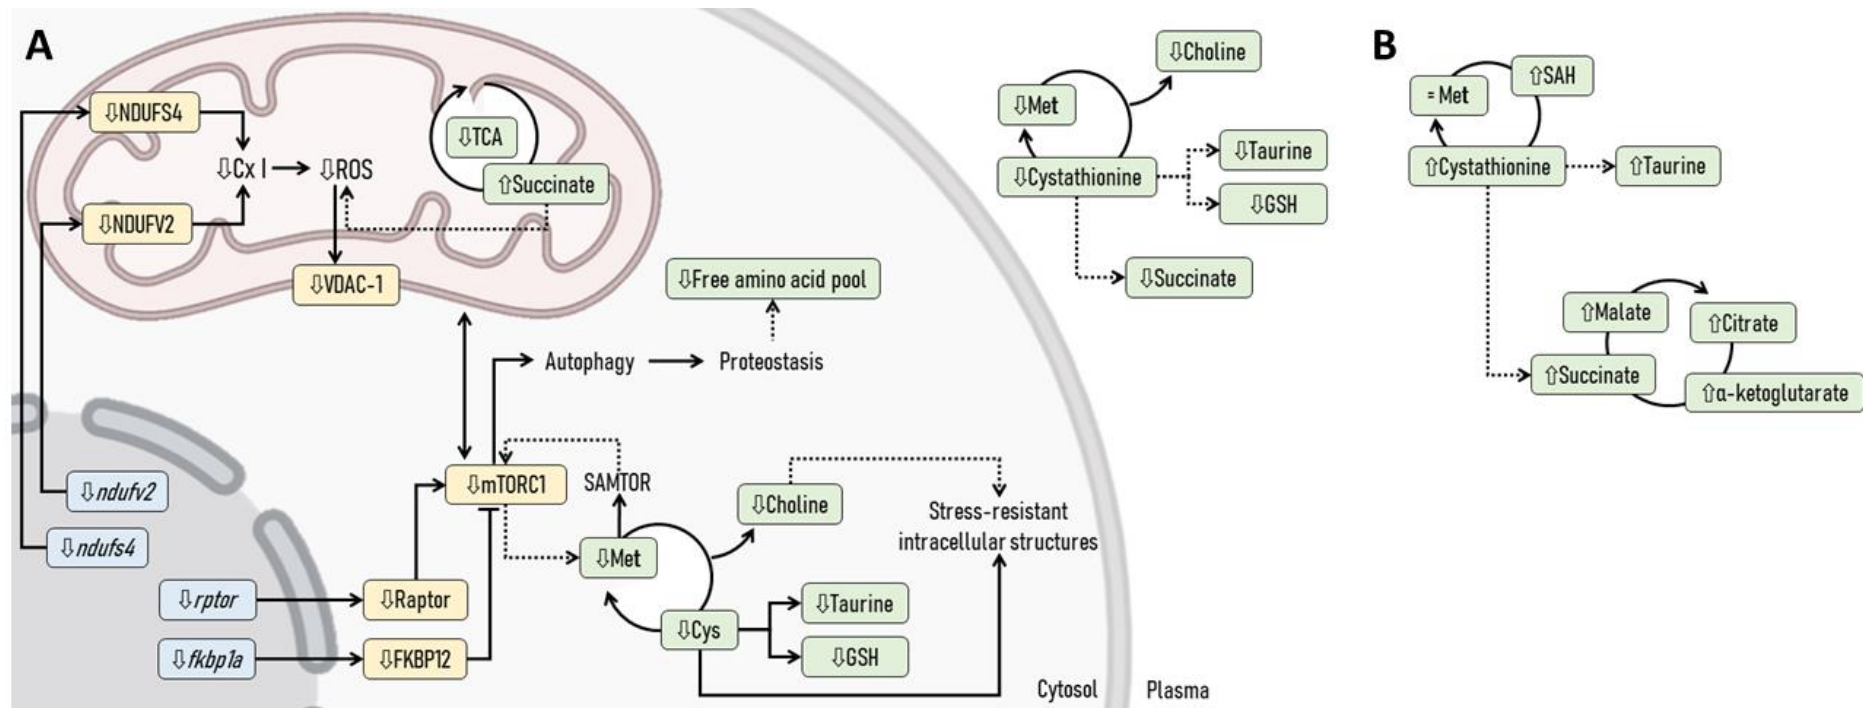 A
⇩NDUFS4
⇩Cx I
⇩ROS
⇩TCA
⇧Succinate
⇩NDUFV2
⇩VDAC-1
⇩Free amino acid pool
Autophagy
Proteostasis
⇩ndufv2
⇩ndufs4
⇩rptor
⇩fkbp1a
⇩mTORC1
⇩Raptor
⇩FKBP12
SAMTOR
⇩Met
⇩Choline
⇩Cys
⇩Taurine
⇩GSH
Stress-resistant
intracellular structures
Cytosol
Plasma
⇩Choline
⇩Met
⇩Cystathionine
⇩Taurine
⇩GSH
⇩Succinate
B
= Met
⇧SAH
⇧Cystathionine
⇧Taurine
⇧Malate
⇧Citrate
⇧Succinate
⇧α-ketoglutarate